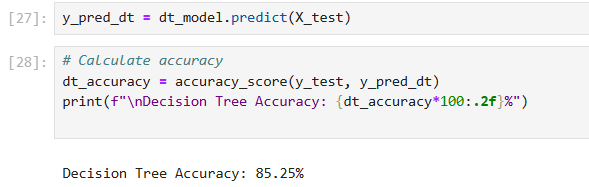 [27]: y_pred_dt = dt_model.predict(X_test)
[28]: # Calculate accuracy
dt_accuracy = accuracy_score(y_test, y_pred_dt)
print(f"\nDecision Tree Accuracy: {dt_accuracy*100:.2f}%")
Decision Tree Accuracy: 85.25%